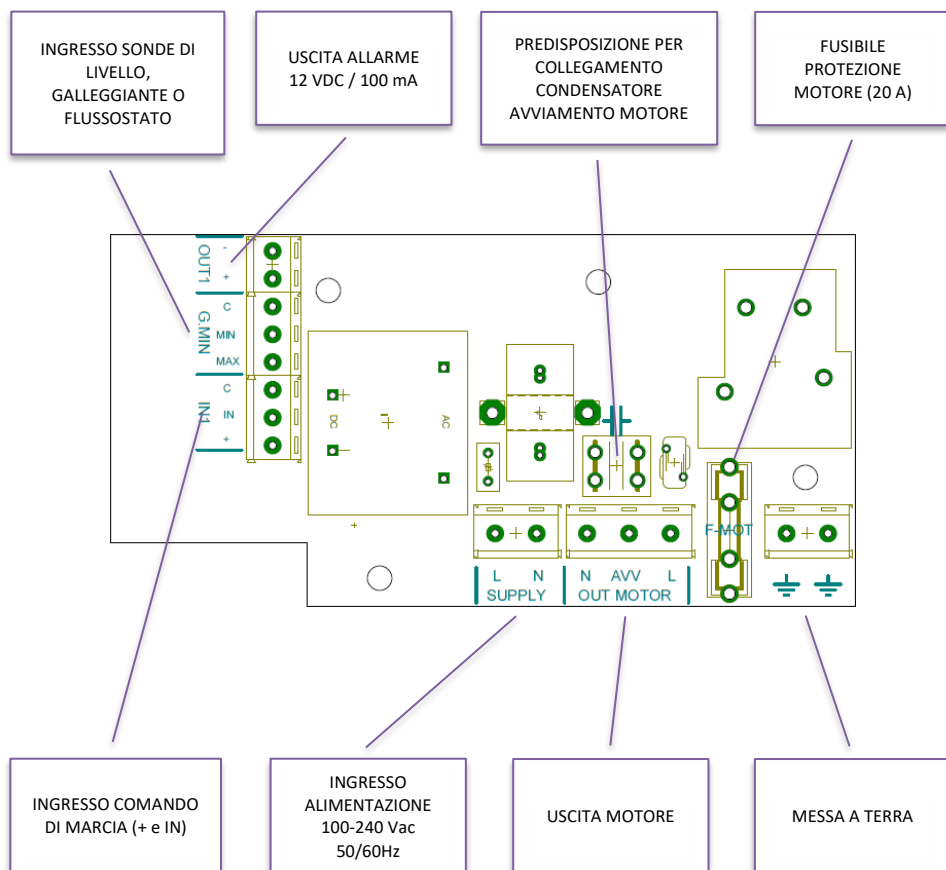 INGRESSO SONDE DI
LIVELLO,
GALLEGGIANTE O
FLUSSOSTATO
USCITA ALLARME
12 VDC / 100 mA
PREDISPOSIZIONE PER
COLLEGAMENTO
CONDENSATORE
AVVIAMENTO MOTORE
FUSIBILE
PROTEZIONE
MOTORE (20 A)
OUT1
-
+
G.MIN
C
MIN
MAX
IN1
C
IN
+
DC
AC
F-MOT
L N
SUPPLY
N AVV L
OUT MOTOR
INGRESSO COMANDO
DI MARCIA (+ e IN)
INGRESSO
ALIMENTAZIONE
100-240 Vac
50/60Hz
USCITA MOTORE
MESSA A TERRA